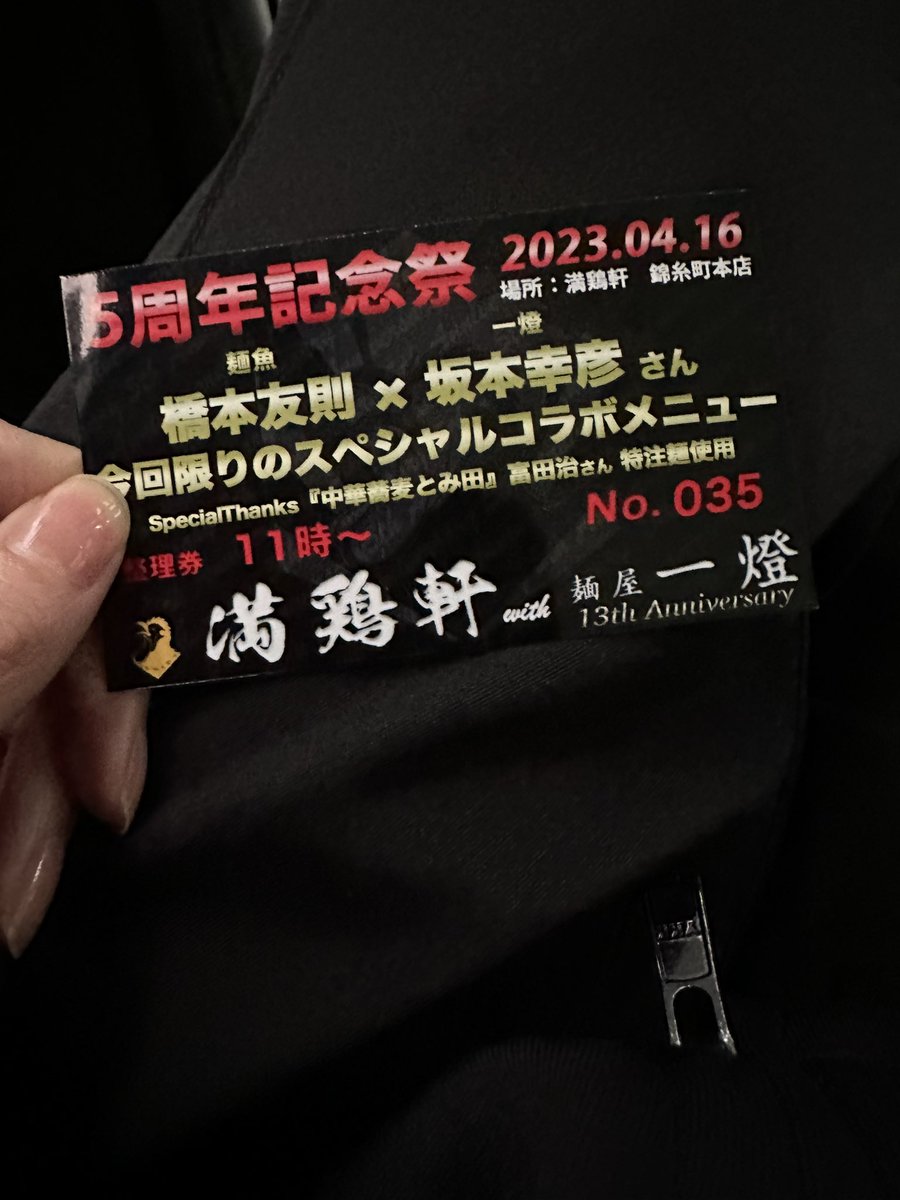 5周年記念祭
2023.04.16
場所：満鶏軒 錦糸町本店
麺魚 一燈
橋本友則 × 坂本幸彦 さん
今回限りのスペシャルコラボメニュー
SpecialThanks『中華蕎麦とみ田』富田治さん 特注麺使用
整理券 11時～ No. 035
満鶏軒 with 麺屋 一燈
13th Anniversary